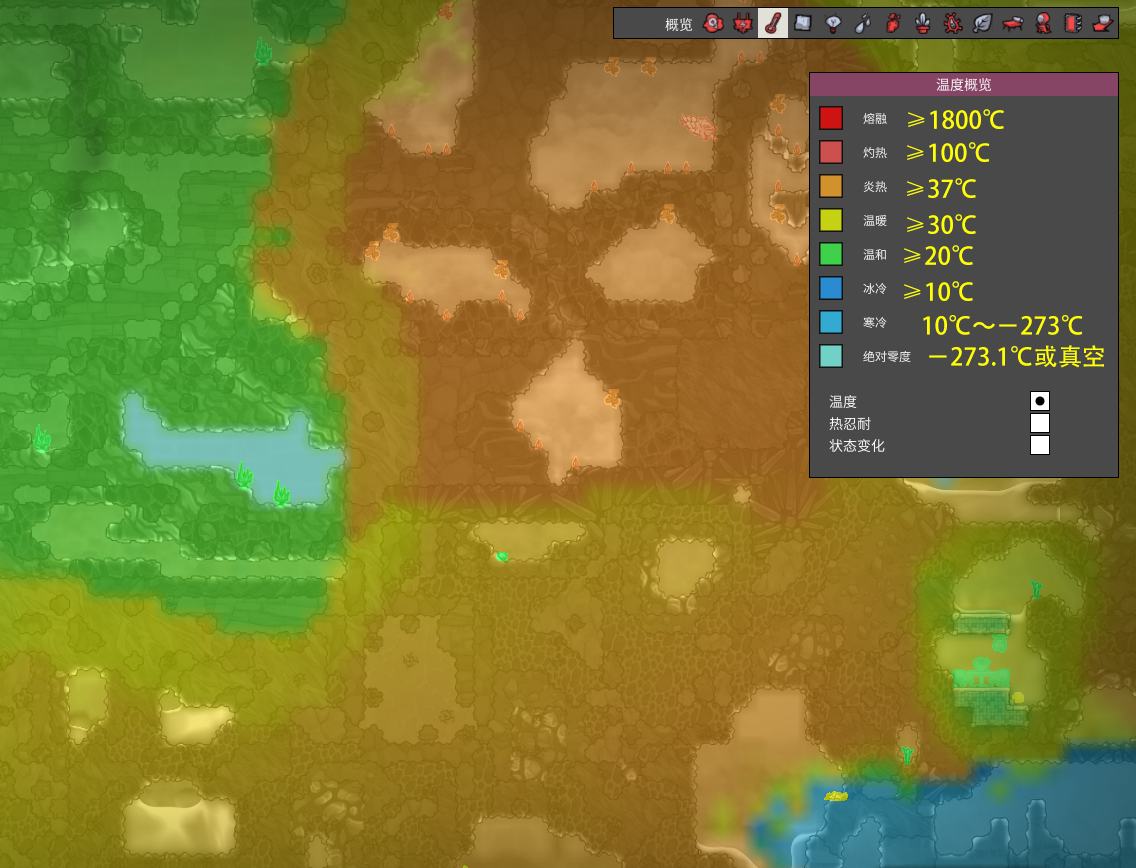 概览
温度概览
熔融 ≥1800℃
灼热 ≥100℃
炎热 ≥37℃
温暖 ≥30℃
温和 ≥20℃
冰冷 ≥10℃
寒冷 10℃～－273℃
绝对零度 －273.1℃或真空
温度
热忍耐
状态变化